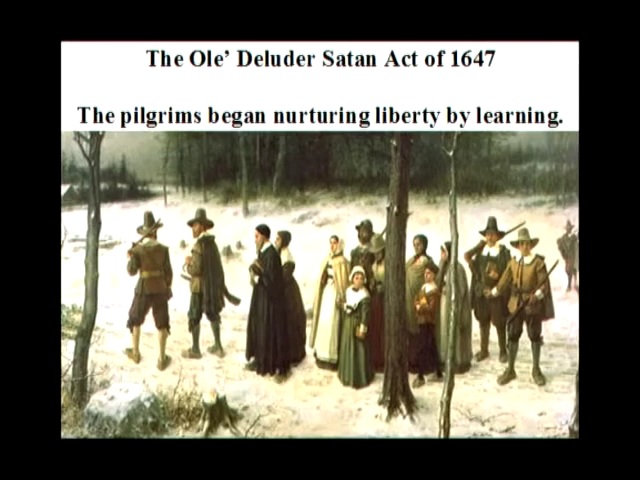 The Ole’ Deluder Satan Act of 1647
The pilgrims began nurturing liberty by learning.